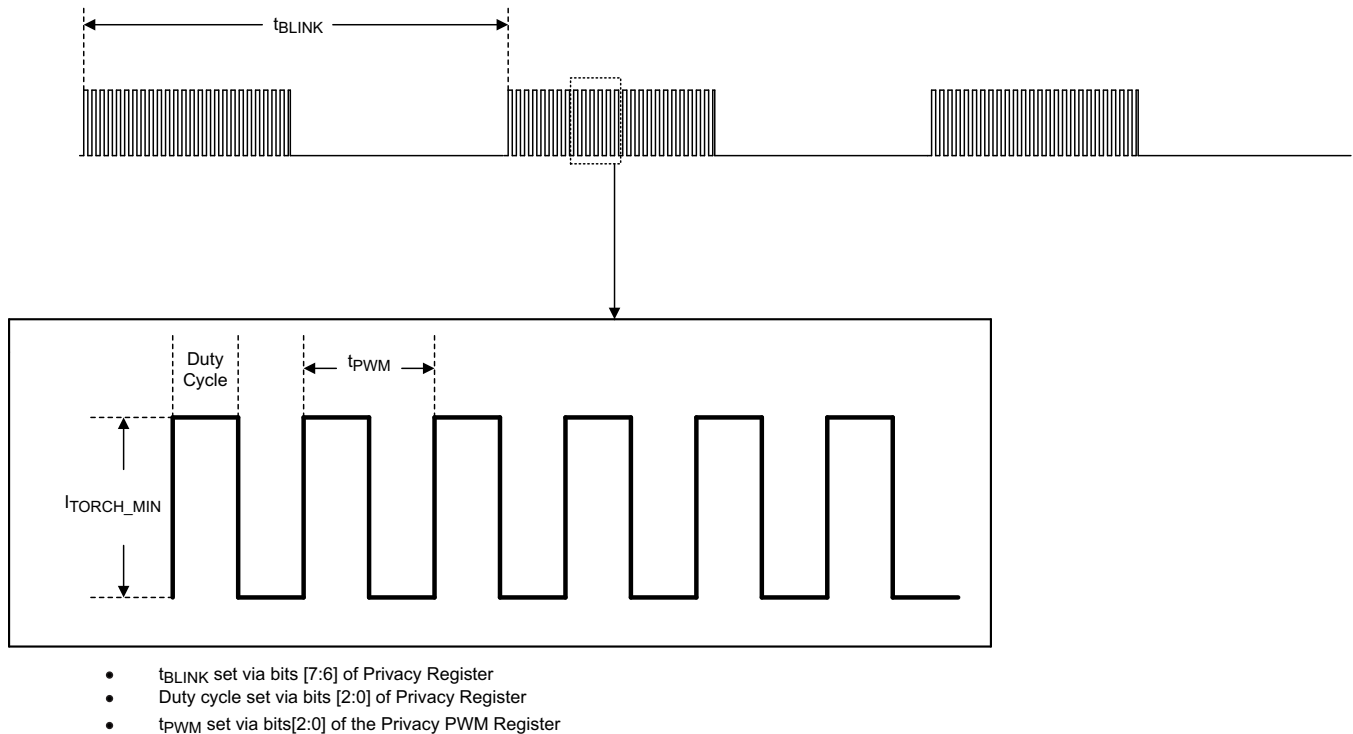 tBLINK
Duty
Cycle
tPWM
ITORCH_MIN
• tBLINK set via bits [7:6] of Privacy Register
• Duty cycle set via bits [2:0] of Privacy Register
• tPWM set via bits[2:0] of the Privacy PWM Register